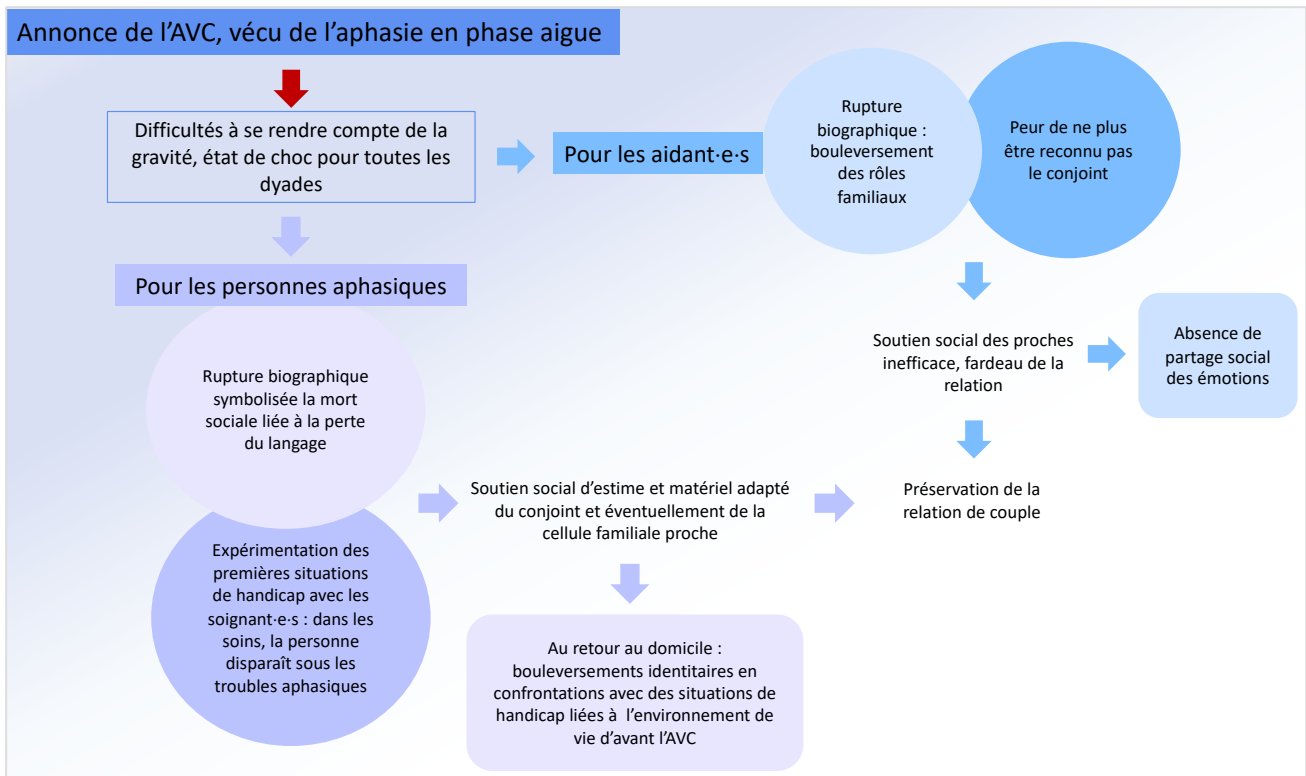 Annonce de l’AVC, vécu de l’aphasie en phase aigue
Difficultés à se rendre compte de la
gravité, état de choc pour toutes les
dyades
Pour les aidant·e·s
Rupture
biographique :
bouleversement
des rôles
familiaux
Peur de ne plus
être reconnu pas
le conjoint
Pour les personnes aphasiques
Soutien social des proches
inefficace, fardeau de la
relation
Absence de
partage social
des émotions
Rupture biographique
symbolisée la mort
sociale liée à la perte
du langage
Soutien social d’estime et matériel adapté
du conjoint et éventuellement de la
cellule familiale proche
Préservation de la
relation de couple
Expérimentation des
premières situations
de handicap avec les
soignant·e·s : dans les
soins, la personne
disparaît sous les
troubles aphasiques
Au retour au domicile :
bouleversements identitaires en
confrontations avec des situations de
handicap liées à l’environnement de
vie d’avant l’AVC